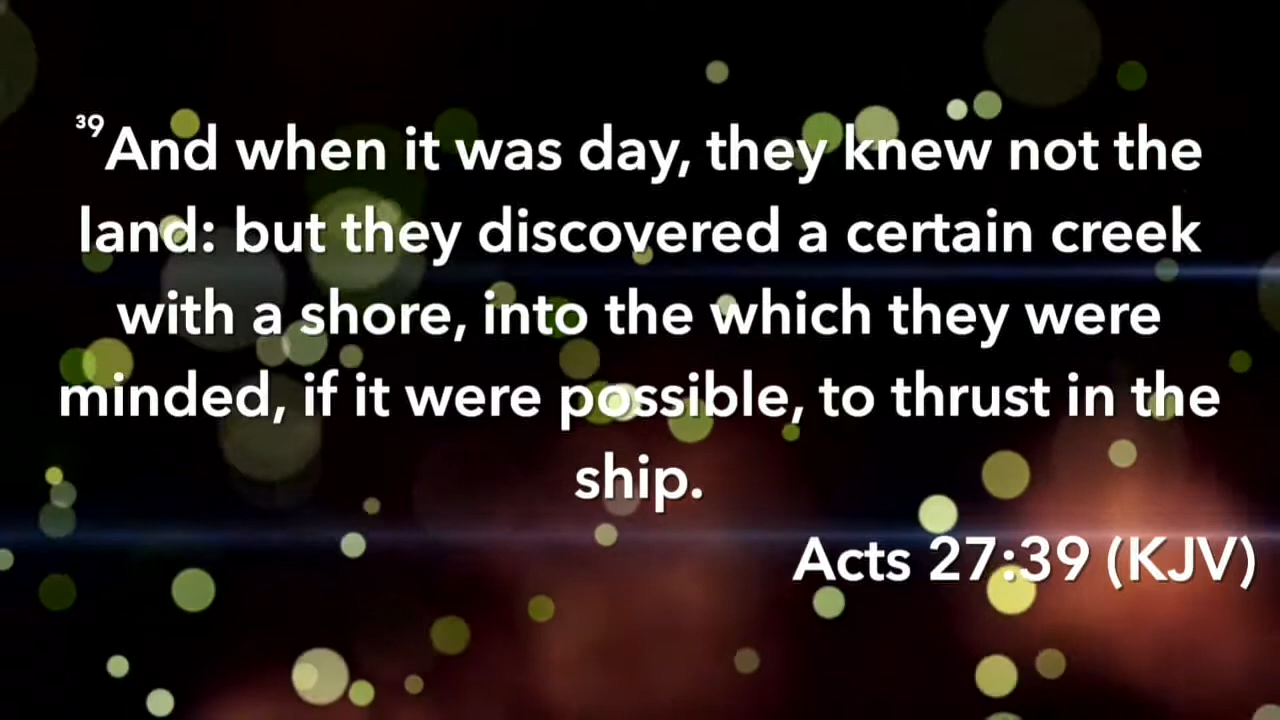 ³⁹And when it was day, they knew not the
land: but they discovered a certain creek
with a shore, into the which they were
minded, if it were possible, to thrust in the
ship.
Acts 27:39 (KJV)